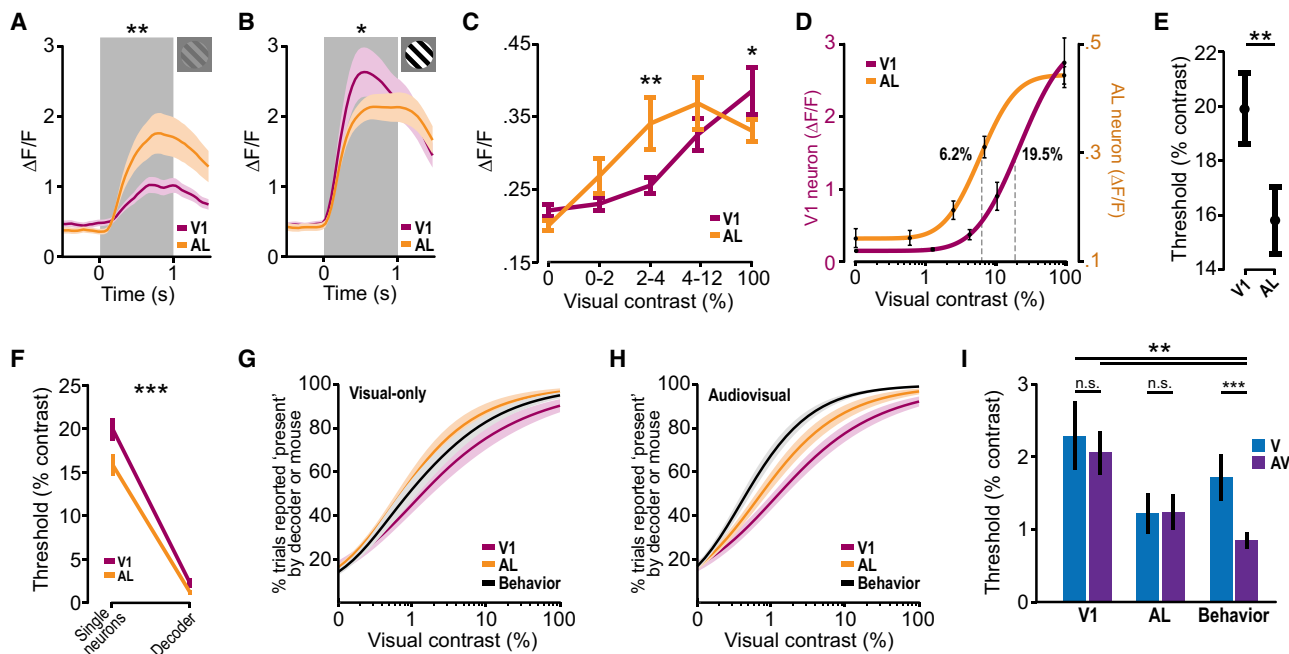 A
**
ΔF/F
3
2
1
0
V1
AL
0
1
Time (s)
B
*
ΔF/F
3
2
1
0
V1
AL
0
1
Time (s)
C
ΔF/F
.45
.35
.25
.15
**
*
V1
AL
0
0-2
2-4
4-12
100
Visual contrast (%)
D
V1 neuron (ΔF/F)
3
2
1
0
V1
AL
6.2%
19.5%
.5
.3
.1
AL neuron (ΔF/F)
0
1
10
100
Visual contrast (%)
E
**
Threshold (% contrast)
22
20
18
16
14
V1
AL
F
***
Threshold (% contrast)
25
20
15
10
5
0
V1
AL
Single
neurons
Decoder
G
% trials reported ‘present’
by decoder or mouse
100
80
60
40
20
Visual-only
V1
AL
Behavior
0
1
10
100
Visual contrast (%)
H
% trials reported ‘present’
by decoder or mouse
100
80
60
40
20
Audiovisual
V1
AL
Behavior
0
1
10
100
Visual contrast (%)
I
**
n.s.
n.s.
***
Threshold (% contrast)
3
2
1
0
V
AV
V1
AL
Behavior